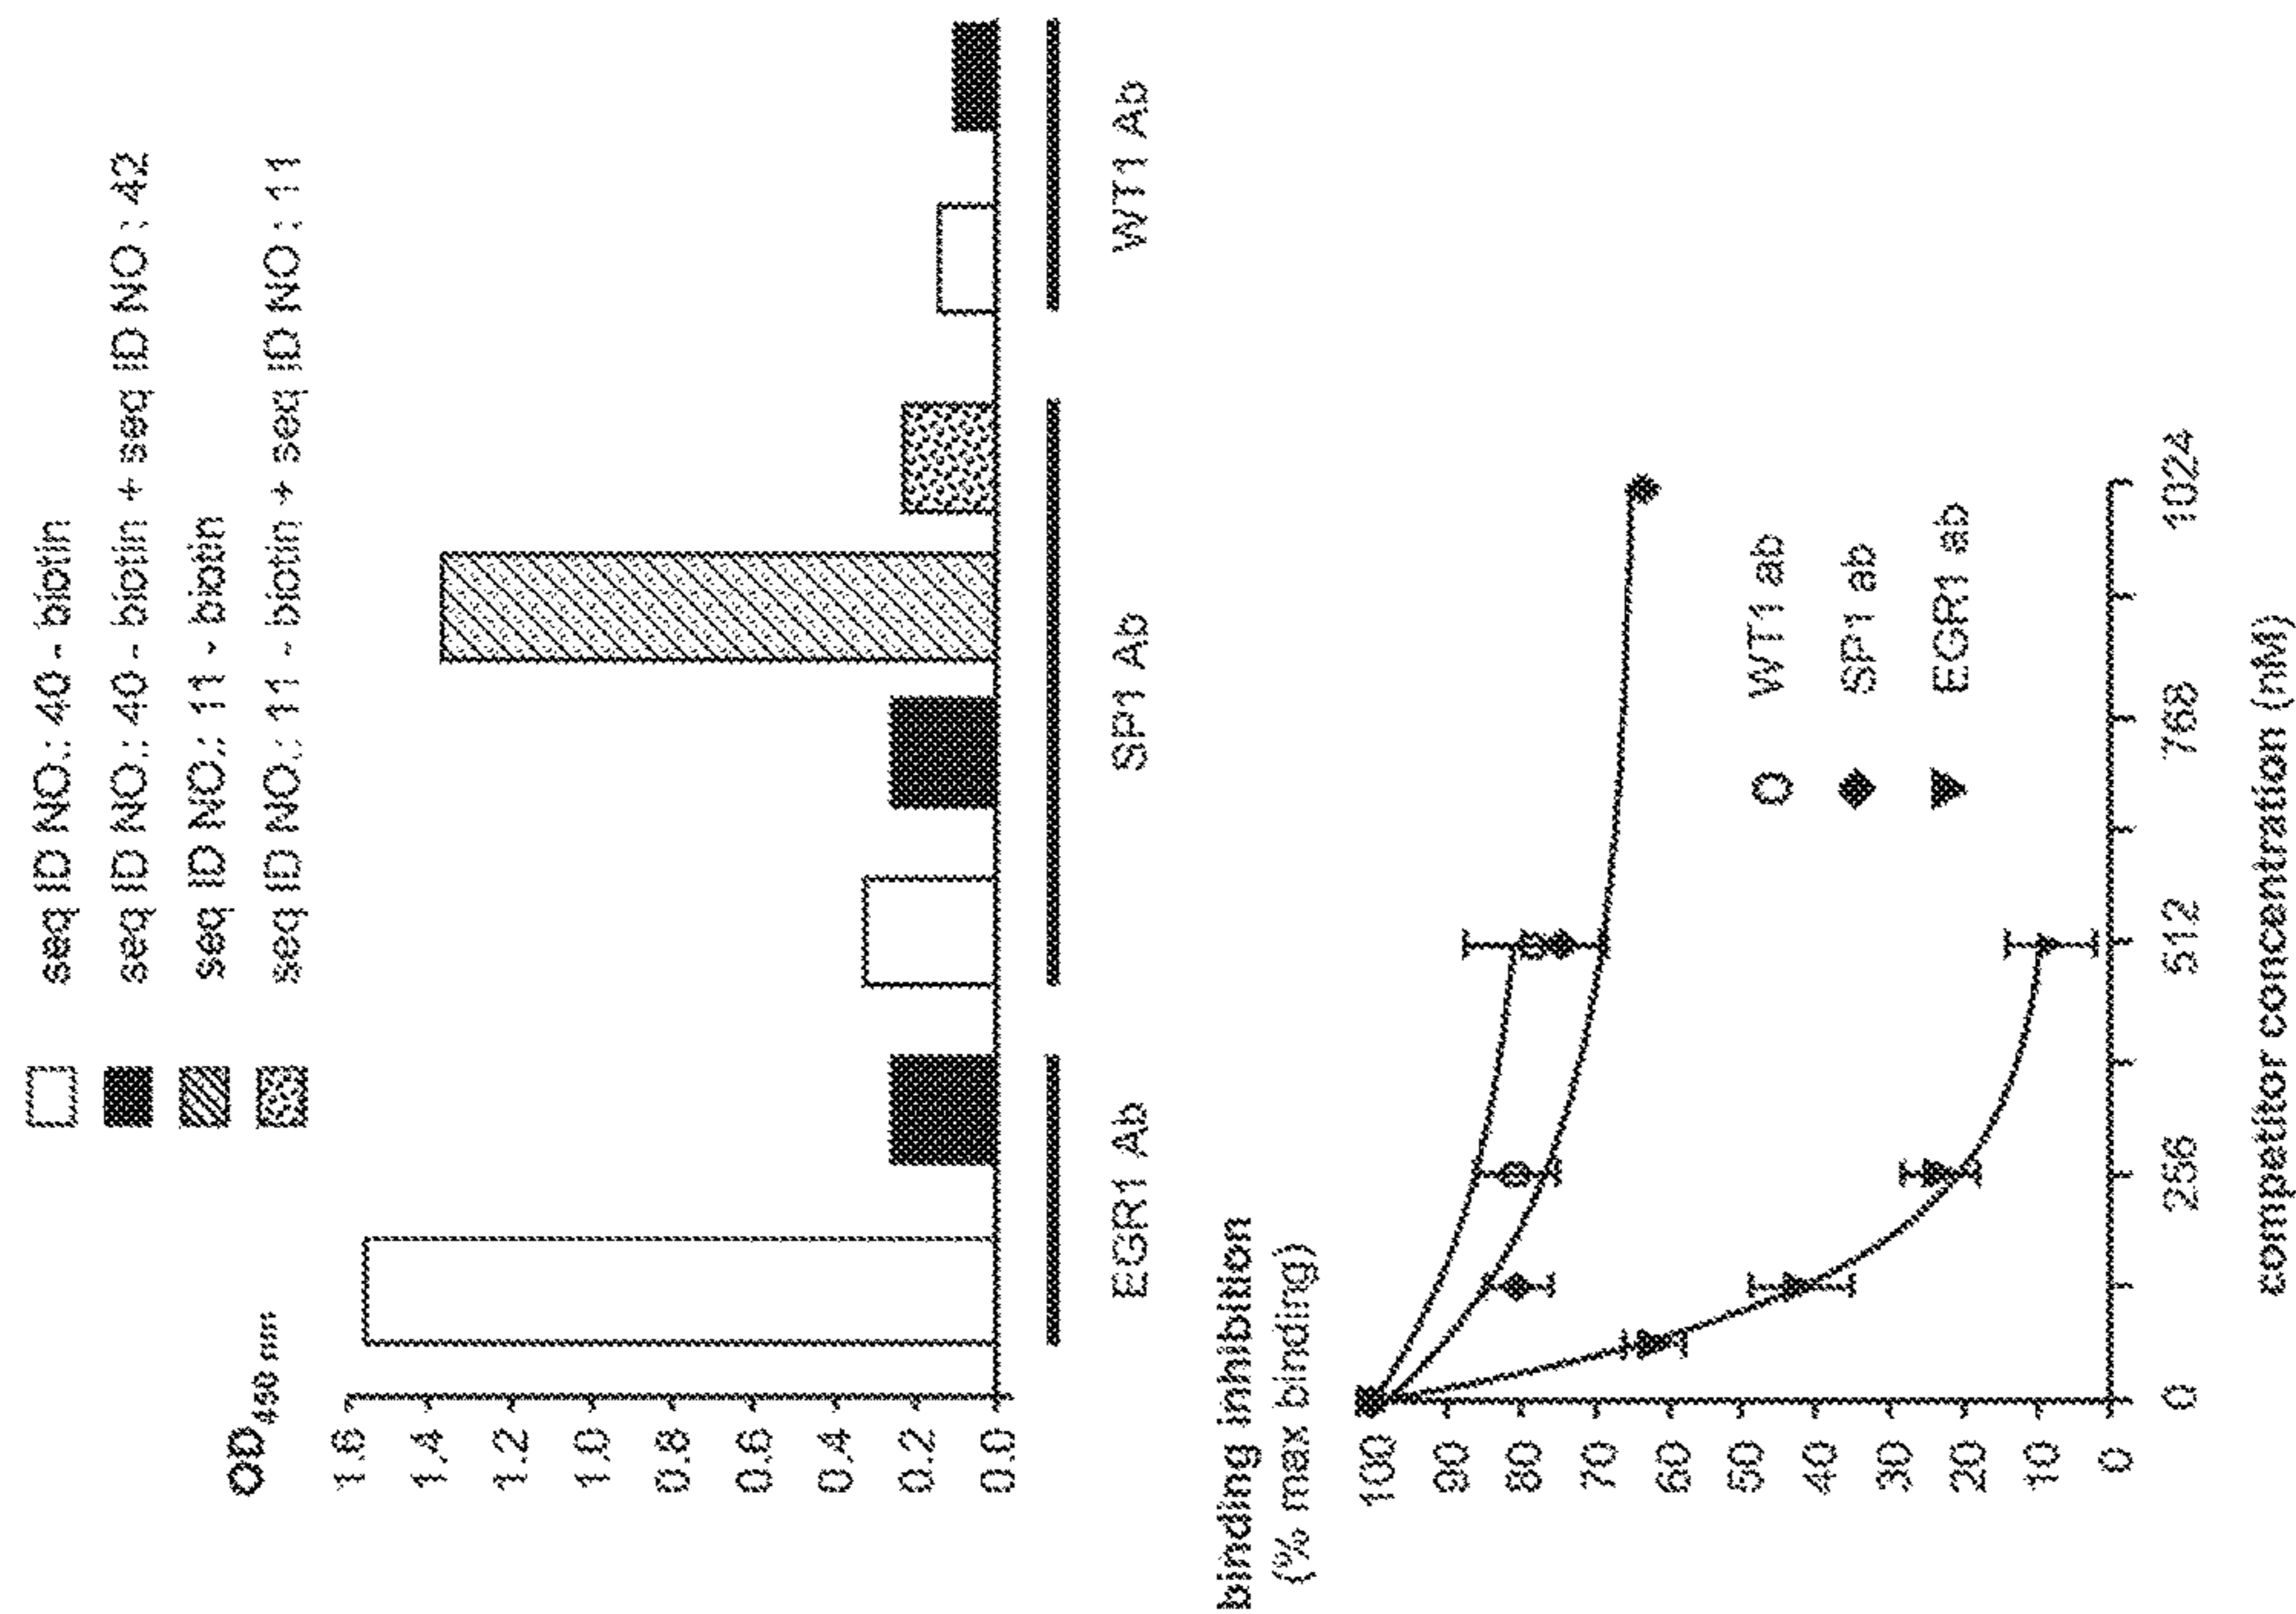 seq ID NO.: 40 - biotin
seq ID NO.: 40 - biotin + seq ID NO : 42
seq ID NO.: 11 - biotin
seq ID NO.: 11 - biotin + seq ID NO : 11
OD450 nm
1.6
1.4
1.2
1.0
0.8
0.6
0.4
0.2
0.0
EGR1 Ab
SP1 Ab
WT1 Ab
binding inhibition
(% max binding)
100
90
80
70
60
50
40
30
20
10
0
WT1 ab
SP1 ab
EGR1 ab
0
256
512
768
1024
competitor concentration (nM)